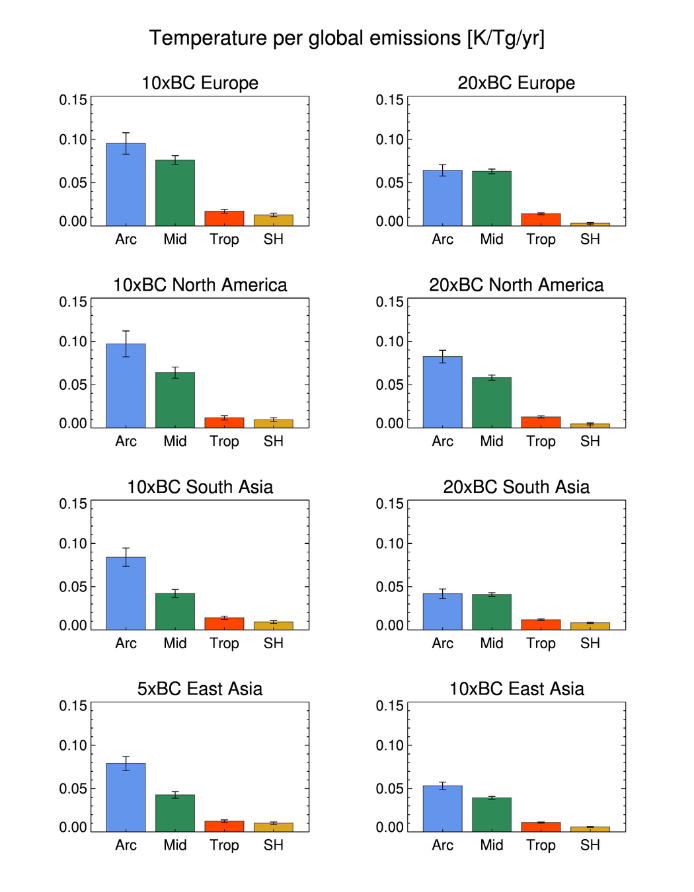 Temperature per global emissions [K/Tg/yr]
10xBC Europe
0.15
0.10
0.05
0.00
Arc Mid Trop SH
20xBC Europe
0.15
0.10
0.05
0.00
Arc Mid Trop SH
10xBC North America
0.15
0.10
0.05
0.00
Arc Mid Trop SH
20xBC North America
0.15
0.10
0.05
0.00
Arc Mid Trop SH
10xBC South Asia
0.15
0.10
0.05
0.00
Arc Mid Trop SH
20xBC South Asia
0.15
0.10
0.05
0.00
Arc Mid Trop SH
5xBC East Asia
0.15
0.10
0.05
0.00
Arc Mid Trop SH
10xBC East Asia
0.15
0.10
0.05
0.00
Arc Mid Trop SH